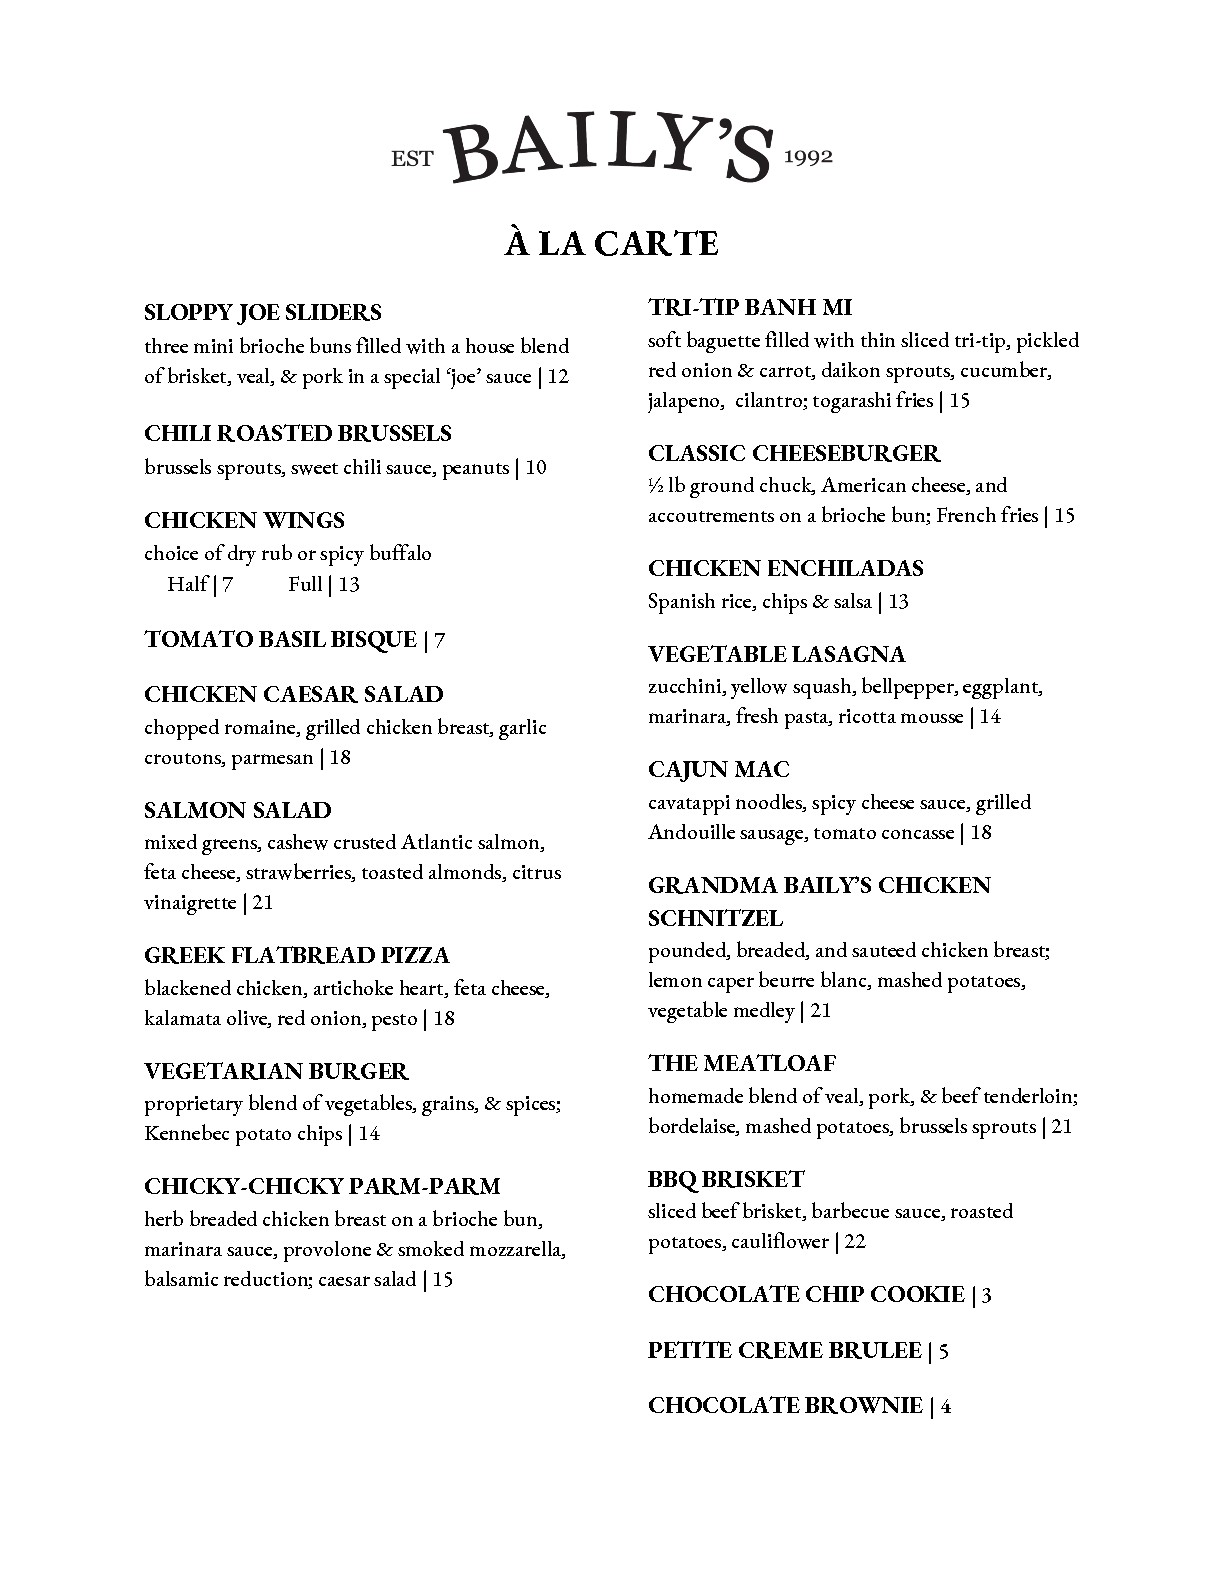 EST BAILY'S 1992
À LA CARTE
SLOPPY JOE SLIDERS
three mini brioche buns filled with a house blend
of brisket, veal, & pork in a special ‘joe’ sauce | 12
CHILI ROASTED BRUSSELS
brussels sprouts, sweet chili sauce, peanuts | 10
CHICKEN WINGS
choice of dry rub or spicy buffalo
Half | 7 Full | 13
TOMATO BASIL BISQUE | 7
CHICKEN CAESAR SALAD
chopped romaine, grilled chicken breast, garlic
croutons, parmesan | 18
SALMON SALAD
mixed greens, cashew crusted Atlantic salmon,
feta cheese, strawberries, toasted almonds, citrus
vinaigrette | 21
GREEK FLATBREAD PIZZA
blackened chicken, artichoke heart, feta cheese,
kalamata olive, red onion, pesto | 18
VEGETARIAN BURGER
proprietary blend of vegetables, grains, & spices;
Kennebec potato chips | 14
CHICKY-CHICKY PARM-PARM
herb breaded chicken breast on a brioche bun,
marinara sauce, provolone & smoked mozzarella,
balsamic reduction; caesar salad | 15
TRI-TIP BANH MI
soft baguette filled with thin sliced tri-tip, pickled
red onion & carrot, daikon sprouts, cucumber,
jalapeno, cilantro; togarashi fries | 15
CLASSIC CHEESEBURGER
½ lb ground chuck, American cheese, and
accoutrements on a brioche bun; French fries | 15
CHICKEN ENCHILADAS
Spanish rice, chips & salsa | 13
VEGETABLE LASAGNA
zucchini, yellow squash, bellpepper, eggplant,
marinara, fresh pasta, ricotta mousse | 14
CAJUN MAC
cavatappi noodles, spicy cheese sauce, grilled
Andouille sausage, tomato concasse | 18
GRANDMA BAILY’S CHICKEN
SCHNITZEL
pounded, breaded, and sauteed chicken breast;
lemon caper beurre blanc, mashed potatoes,
vegetable medley | 21
THE MEATLOAF
homemade blend of veal, pork, & beef tenderloin;
bordelaise, mashed potatoes, brussels sprouts | 21
BBQ BRISKET
sliced beef brisket, barbecue sauce, roasted
potatoes, cauliflower | 22
CHOCOLATE CHIP COOKIE | 3
PETITE CREME BRULEE | 5
CHOCOLATE BROWNIE | 4